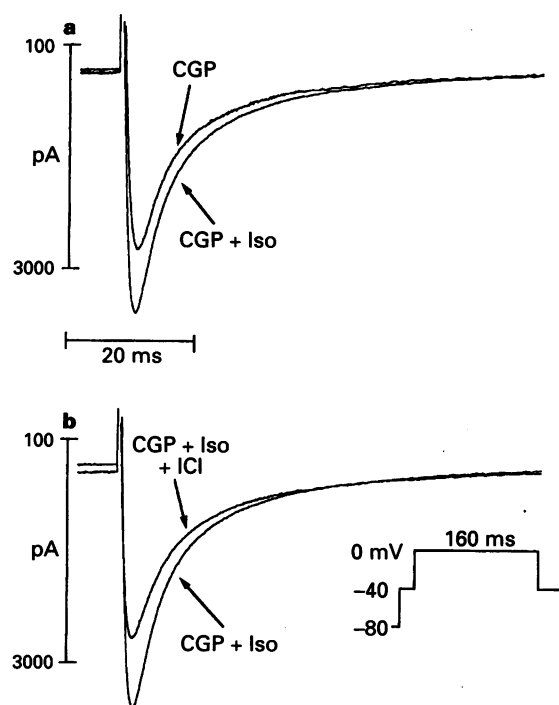 a
100
CGP
pA
CGP + Iso
3000
20 ms
b
100
CGP + Iso
+ ICI
pA
0 mV
160 ms
−40
−80
CGP + Iso
3000